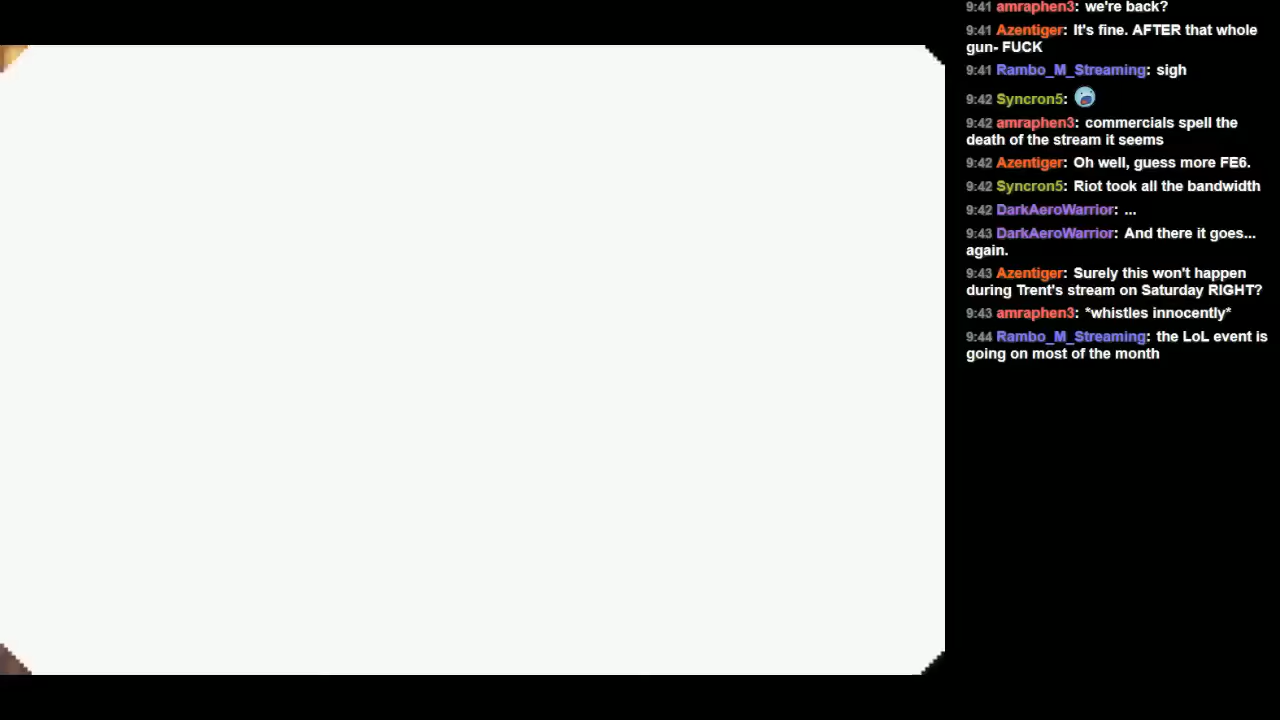 9:41 amraphen3: we're back?
9:41 Azentiger: It's fine. AFTER that whole
gun- FUCK
9:41 Rambo_M_Streaming: sigh
9:42 Syncron5:
9:42 amraphen3: commercials spell the
death of the stream it seems
9:42 Azentiger: Oh well, guess more FE6.
9:42 Syncron5: Riot took all the bandwidth
9:42 DarkAeroWarrior: ...
9:43 DarkAeroWarrior: And there it goes...
again.
9:43 Azentiger: Surely this won't happen
during Trent's stream on Saturday RIGHT?
9:43 amraphen3: *whistles innocently*
9:44 Rambo_M_Streaming: the LoL event is
going on most of the month